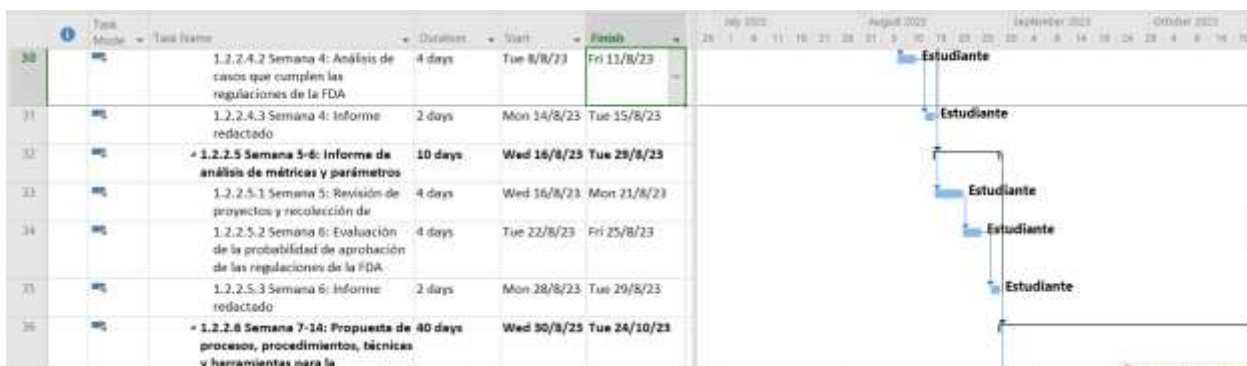 Task Mode Task Name Duration Start Finish
July 2023 August 2023 September 2023 October 2023
30 1.2.2.4.2 Semana 4: Análisis de 4 days Tue 8/8/23 Fri 11/8/23 Estudiante
casos que cumplen las
regulaciones de la FDA
31 1.2.2.4.3 Semana 4: Informe 2 days Mon 14/8/23 Tue 15/8/23 Estudiante
redactado
32 1.2.2.5 Semana 5-6: Informe de 10 days Wed 16/8/23 Tue 29/8/23
análisis de métricas y parámetros
33 1.2.2.5.1 Semana 5: Revisión de 4 days Wed 16/8/23 Mon 21/8/23 Estudiante
proyectos y recolección de
34 1.2.2.5.2 Semana 6: Evaluación 4 days Tue 22/8/23 Fri 25/8/23 Estudiante
de la probabilidad de aprobación
de las regulaciones de la FDA
35 1.2.2.5.3 Semana 6: Informe 2 days Mon 28/8/23 Tue 29/8/23 Estudiante
redactado
36 1.2.2.6 Semana 7-14: Propuesta de 40 days Wed 30/8/23 Tue 24/10/23
procesos, procedimientos, técnicas
y herramientas para la